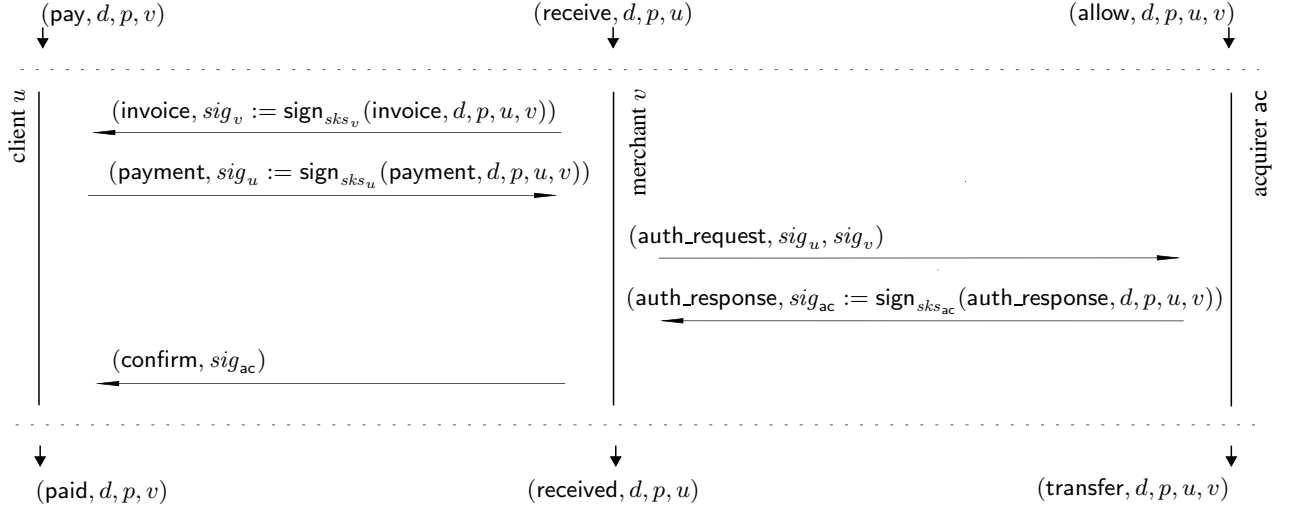 (pay, d, p, v) (receive, d, p, u) (allow, d, p, u, v)
client u
merchant v
acquirer ac
(invoice, sig_v := sign_{sks_v}(invoice, d, p, u, v))
(payment, sig_u := sign_{sks_u}(payment, d, p, u, v))
(auth_request, sig_u, sig_v)
(auth_response, sig_ac := sign_{sks_ac}(auth_response, d, p, u, v))
(confirm, sig_ac)
(paid, d, p, v) (received, d, p, u) (transfer, d, p, u, v)